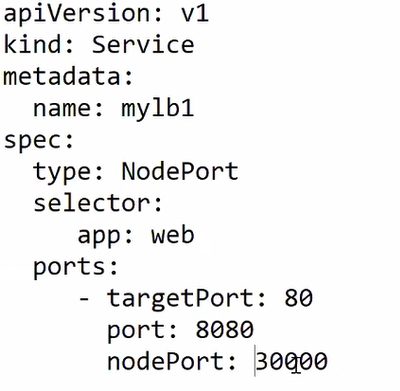 apiVersion: v1
kind: Service
metadata:
  name: mylb1
spec:
  type: NodePort
  selector:
     app: web
  ports:
     - targetPort: 80
       port: 8080
       nodePort: 30000